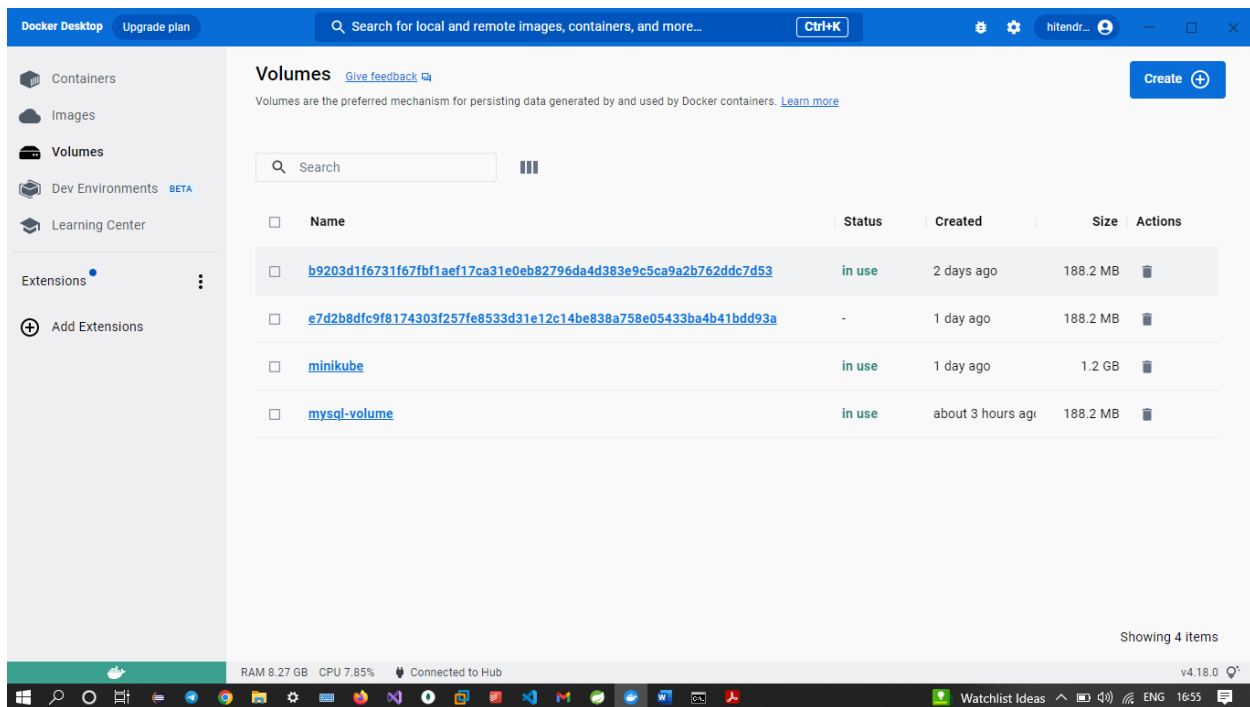 Docker Desktop Upgrade plan Search for local and remote images, containers, and more... Ctrl+K hitendr...
Containers
Images
Volumes
Dev Environments BETA
Learning Center
Extensions
Add Extensions
Volumes Give feedback
Create
Volumes are the preferred mechanism for persisting data generated by and used by Docker containers. Learn more
Search
Name Status Created Size Actions
b9203d1f6731f67fbf1aef17ca31e0eb82796da4d383e9c5ca9a2b762ddc7d53 in use 2 days ago 188.2 MB
e7d2b8dfc9f8174303f257fe8533d31e12c14be838a758e05433ba4b41bdd93a - 1 day ago 188.2 MB
minikube in use 1 day ago 1.2 GB
mysql-volume in use about 3 hours ago 188.2 MB
Showing 4 items
RAM 8.27 GB CPU 7.85% Connected to Hub v4.18.0
Watchlist Ideas ENG 16:55